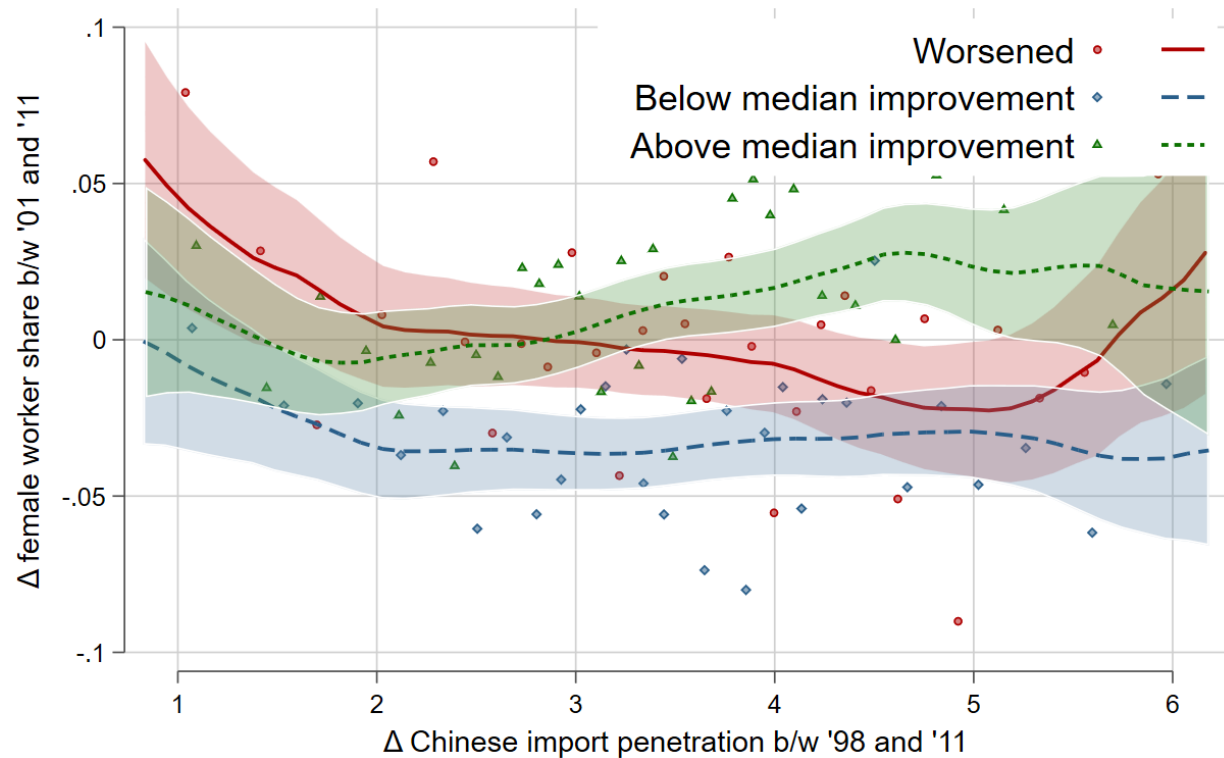 .1
.05
0
-.05
-.1
Δ female worker share b/w '01 and '11
Worsened
Below median improvement
Above median improvement
1 2 3 4 5 6
Δ Chinese import penetration b/w '98 and '11